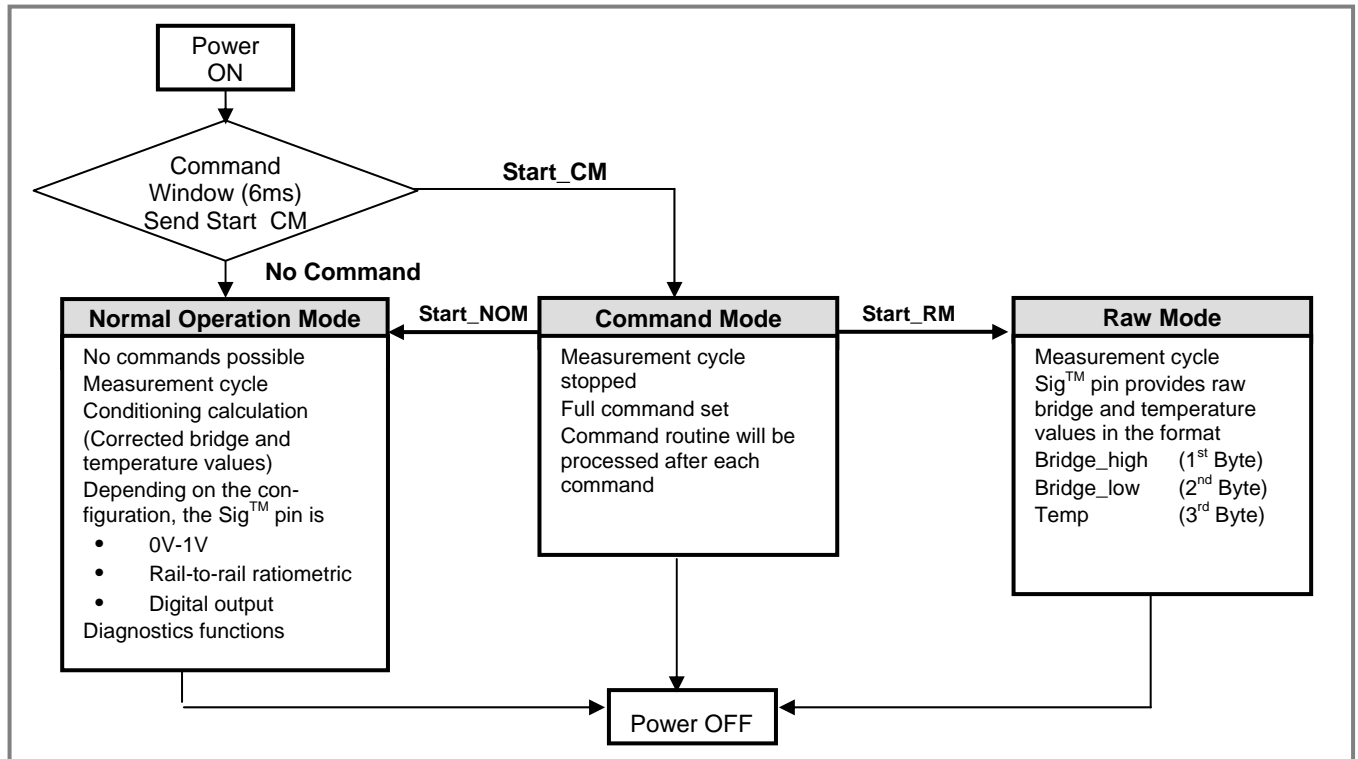 Power
ON
Command
Window (6ms)
Send Start CM
Start_CM
No Command
Normal Operation Mode
No commands possible
Measurement cycle
Conditioning calculation
(Corrected bridge and
temperature values)
Depending on the con-
figuration, the Sig™ pin is
• 0V-1V
• Rail-to-rail ratiometric
• Digital output
Diagnostics functions
Start_NOM
Command Mode
Measurement cycle
stopped
Full command set
Command routine will be
processed after each
command
Start_RM
Raw Mode
Measurement cycle
Sig™ pin provides raw
bridge and temperature
values in the format
Bridge_high (1st Byte)
Bridge_low (2nd Byte)
Temp (3rd Byte)
Power OFF